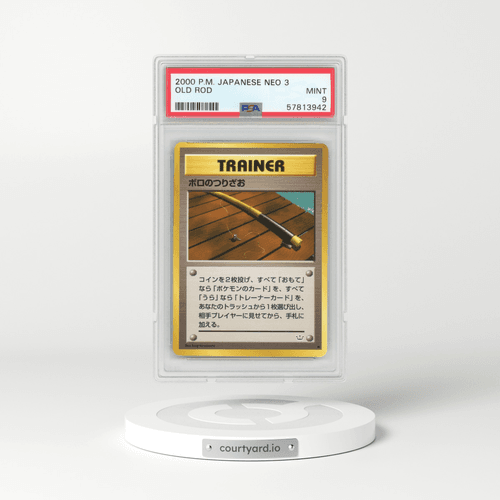 2000 P.M. JAPANESE NEO 3
OLD ROD
MINT
9
PSA
57813942
TRAINER
ボロのつりざお
コインを2枚投げ、すべて「おもて」
なら「ポケモンのカード」を、すべて
「うら」なら「トレーナーカード」を、
あなたのトラッシュから1枚選び出し、
相手プレイヤーに見せてから、手札に
加える。
courtyard.io